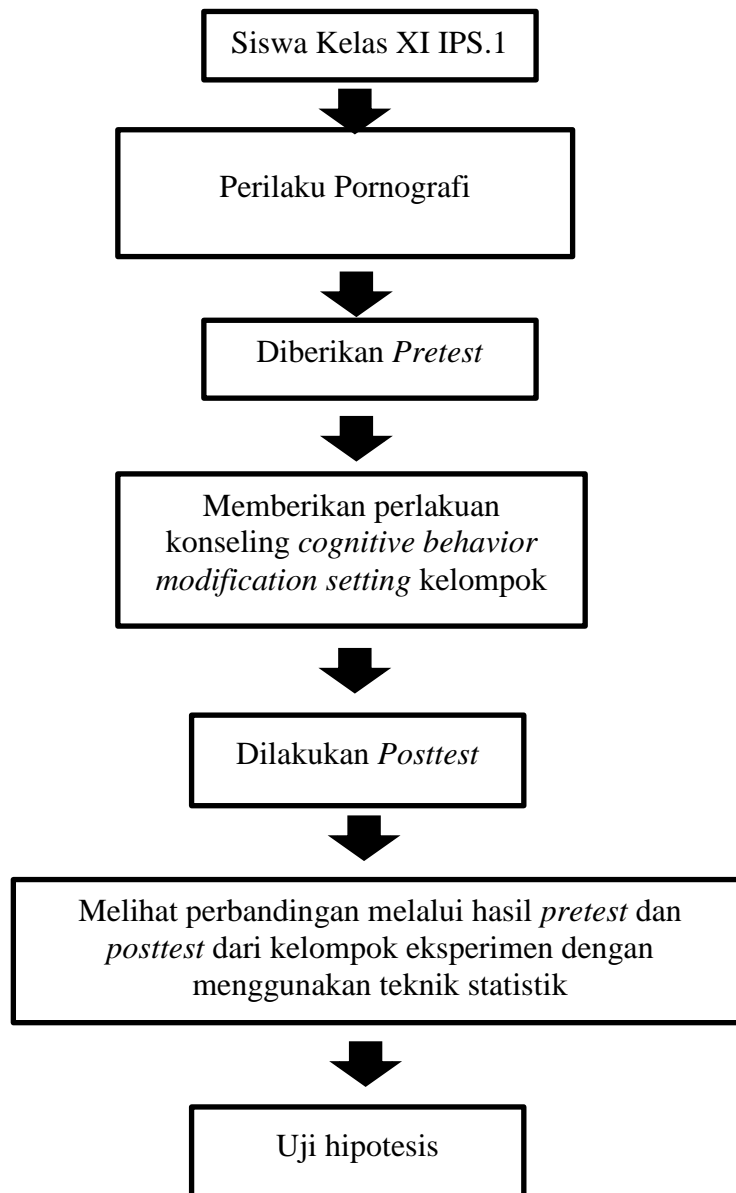 Siswa Kelas XI IPS.1
Perilaku Pornografi
Diberikan Pretest
Memberikan perlakuan
konseling cognitive behavior
modification setting kelompok
Dilakukan Posttest
Melihat perbandingan melalui hasil pretest dan
posttest dari kelompok eksperimen dengan
menggunakan teknik statistik
Uji hipotesis